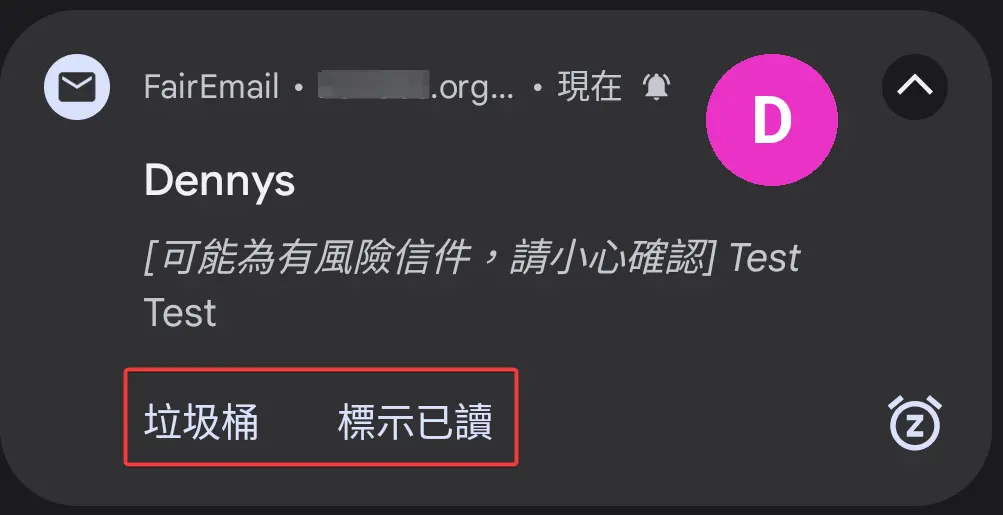 FairEmail • .org... • 現在
D
Dennys
[可能為有風險信件，請小心確認] Test
Test
垃圾桶 標示已讀
z